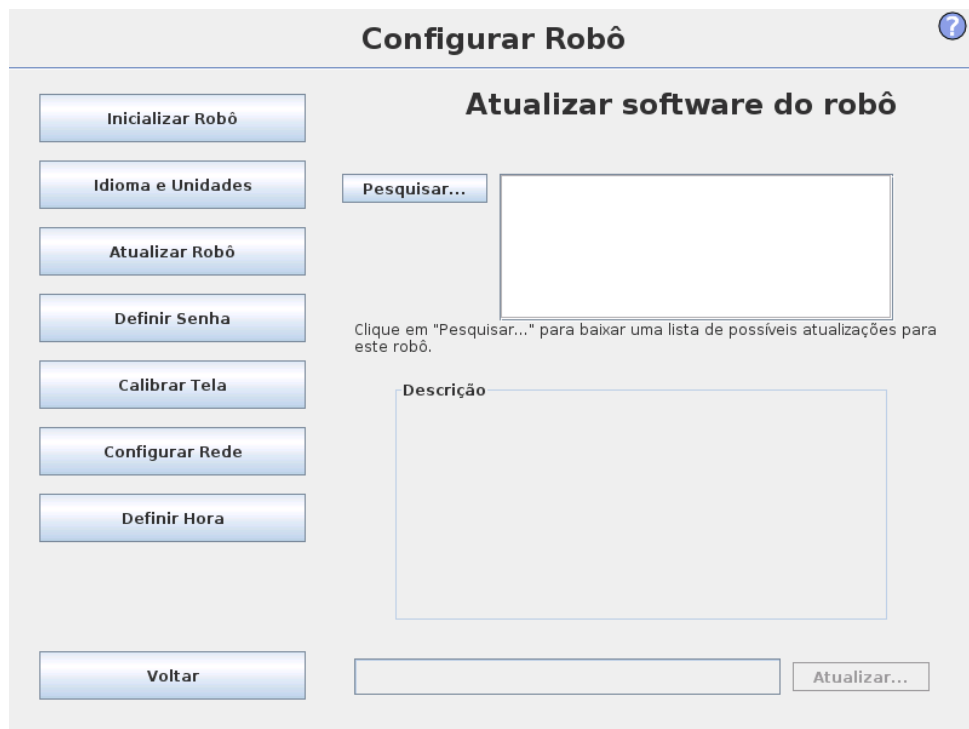 Configurar Robô
?
Inicializar Robô
Idioma e Unidades
Atualizar Robô
Definir Senha
Calibrar Tela
Configurar Rede
Definir Hora
Voltar
Atualizar software do robô
Pesquisar...
Clique em "Pesquisar..." para baixar uma lista de possíveis atualizações para
este robô.
Descrição
Atualizar...